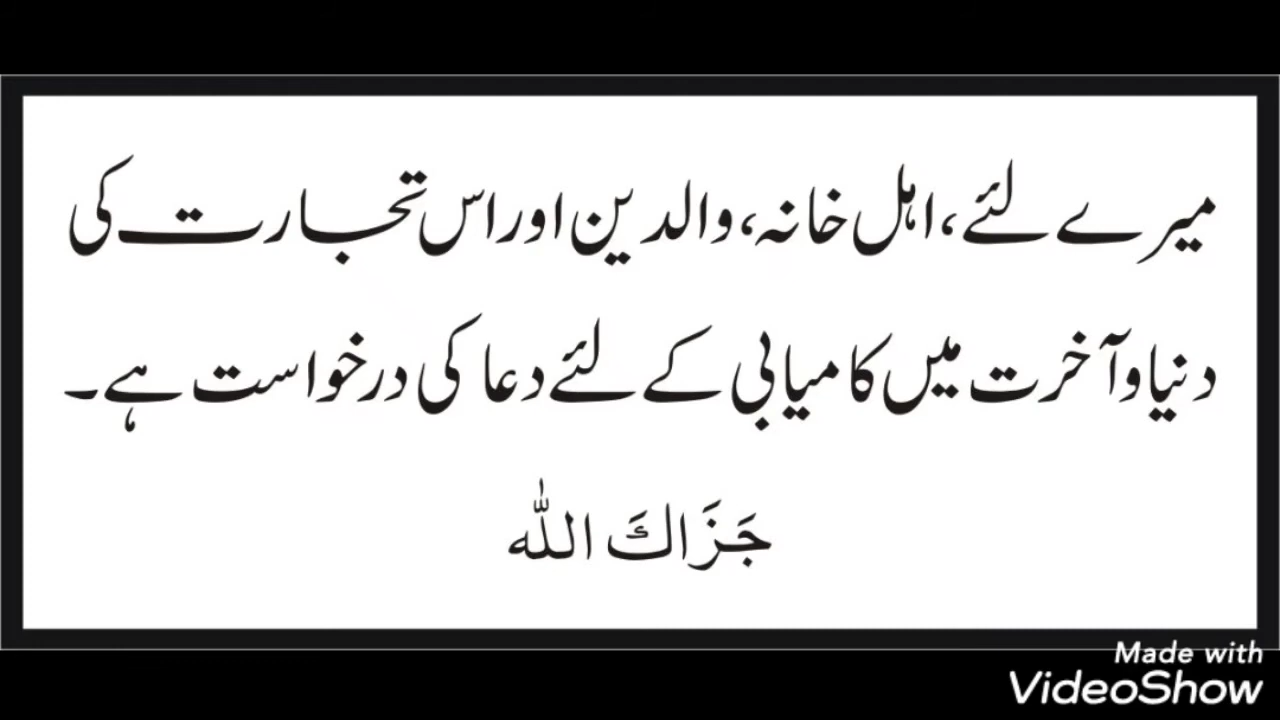 میرے لئے، اہل خانہ، والدین اور اس تجارت کی
دنیا و آخرت میں کامیابی کے لئے دعا کی درخواست ہے۔
جَزَاكَ اللّٰه
Made with
VideoShow